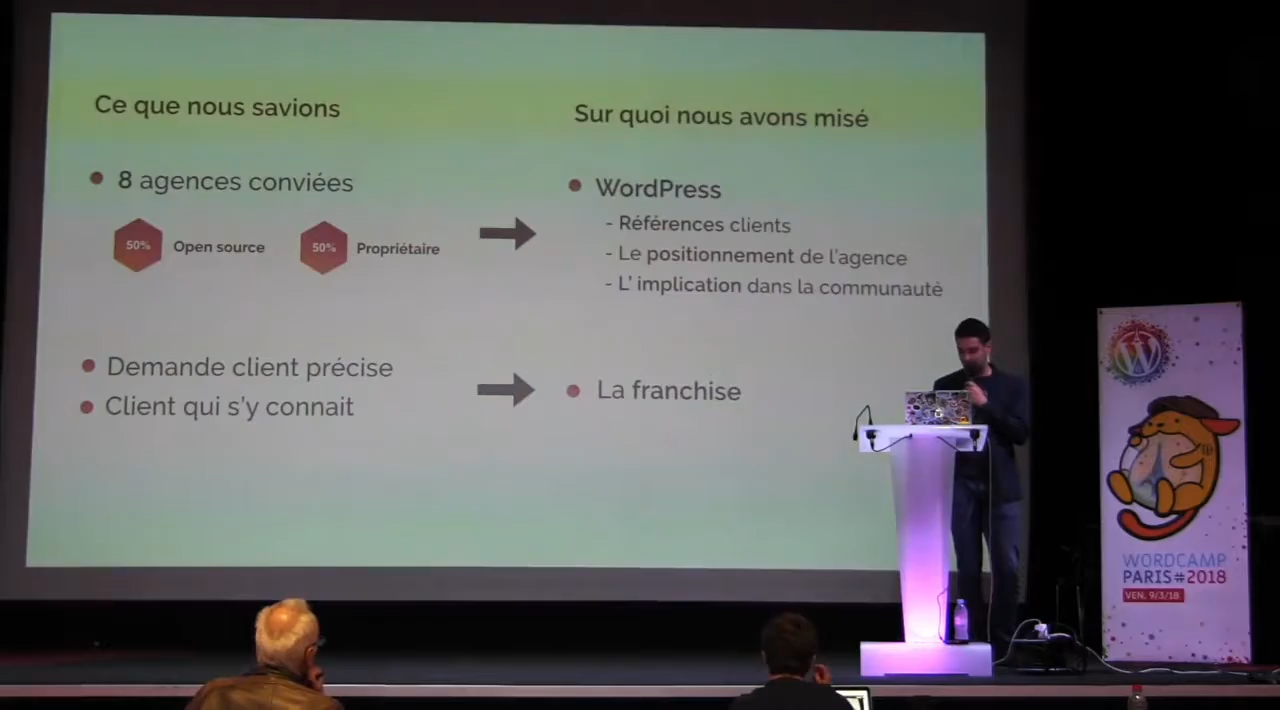 Ce que nous savions
8 agences conviées
50% Open source
50% Propriétaire
Demande client précise
Client qui s'y connait
Sur quoi nous avons misé
WordPress
- Références clients
- Le positionnement de l'agence
- L' implication dans la communauté
La franchise
W
WORDCAMP
PARIS#2018
VEN. 9/3/18